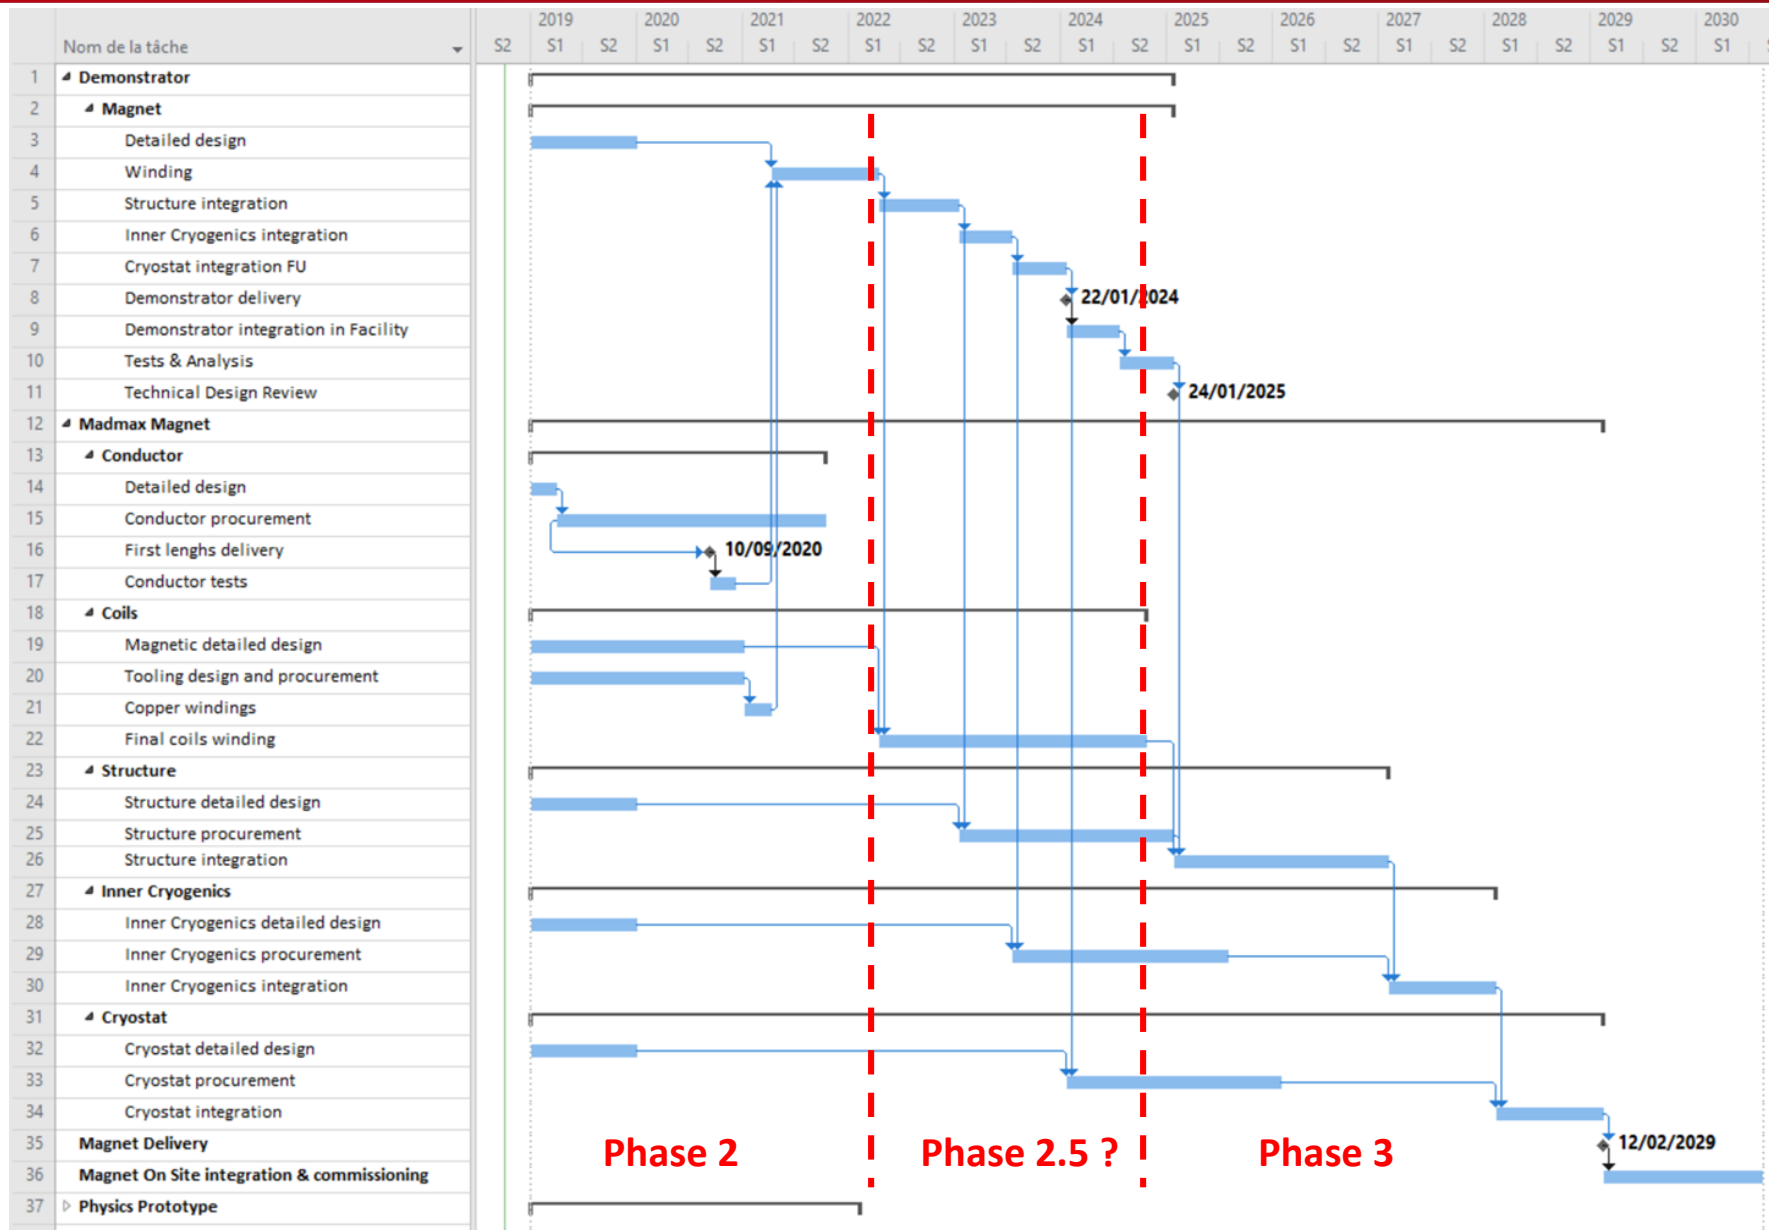 2019 2020 2021 2022 2023 2024 2025 2026 2027 2028 2029 2030
Nom de la tâche S2 S1 S2 S1 S2 S1 S2 S1 S2 S1 S2 S1 S2 S1 S2 S1 S2 S1 S2 S1 S2 S1 S2 S1
1 Demonstrator
2 Magnet
3 Detailed design
4 Winding
5 Structure integration
6 Inner Cryogenics integration
7 Cryostat integration FU
8 Demonstrator delivery 22/01/2024
9 Demonstrator integration in Facility
10 Tests & Analysis
11 Technical Design Review 24/01/2025
12 Madmax Magnet
13 Conductor
14 Detailed design
15 Conductor procurement
16 First lenghs delivery 10/09/2020
17 Conductor tests
18 Coils
19 Magnetic detailed design
20 Tooling design and procurement
21 Copper windings
22 Final coils winding
23 Structure
24 Structure detailed design
25 Structure procurement
26 Structure integration
27 Inner Cryogenics
28 Inner Cryogenics detailed design
29 Inner Cryogenics procurement
30 Inner Cryogenics integration
31 Cryostat
32 Cryostat detailed design
33 Cryostat procurement
34 Cryostat integration
35 Magnet Delivery 12/02/2029
Phase 2 Phase 2.5 ? Phase 3
36 Magnet On Site integration & commissioning
37 Physics Prototype